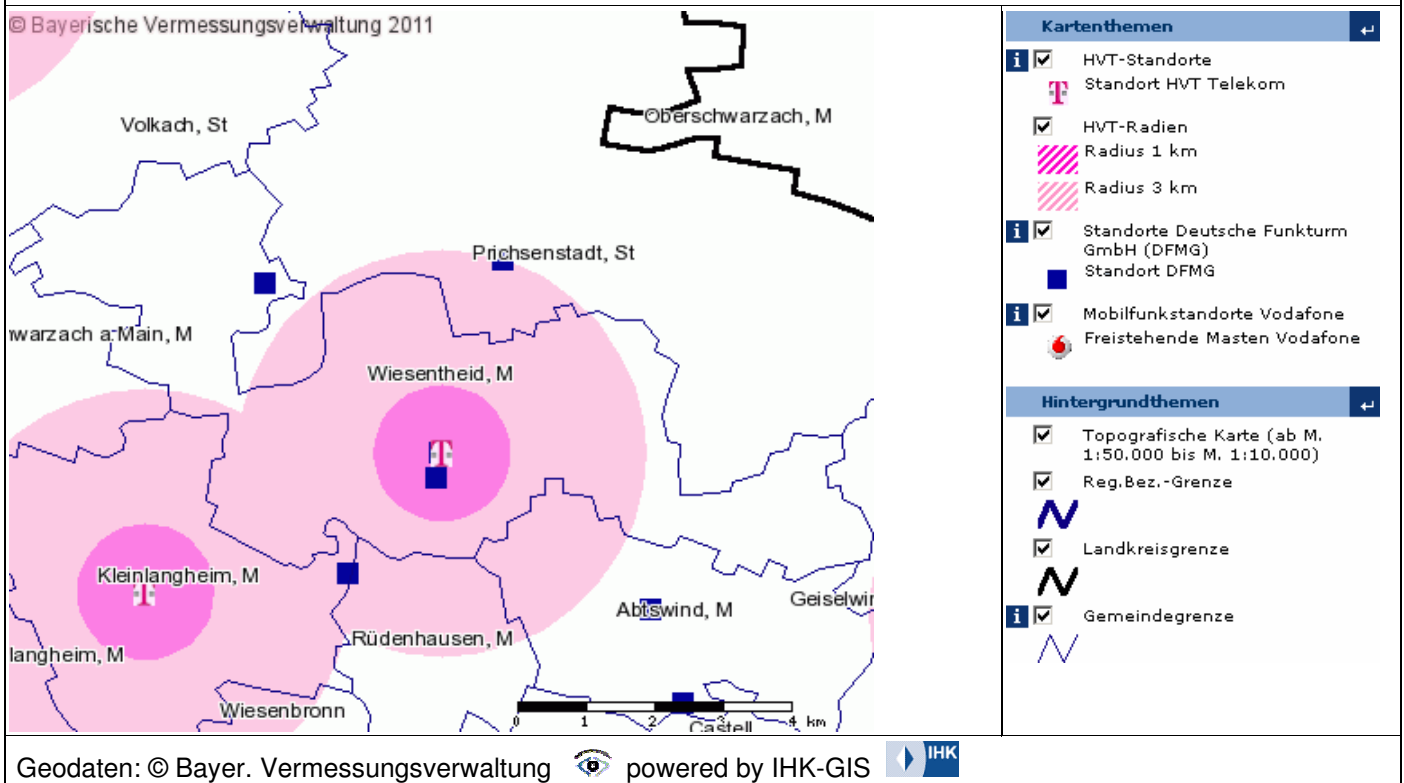 © Bayerische Vermessungsverwaltung 2011
Volkach, St
Oberschwarzach, M
Prichsenstadt, St
warzach a.Main, M
Wiesentheid, M
Kleinlangheim, M
Abtswind, M
Geiselwin
Rüdenhausen, M
langheim, M
Wiesenbronn
0 1 2 3 4 km
Castell
Kartenthemen
HVT-Standorte
Standort HVT Telekom
HVT-Radien
Radius 1 km
Radius 3 km
Standorte Deutsche Funkturm
GmbH (DFMG)
Standort DFMG
Mobilfunkstandorte Vodafone
Freistehende Masten Vodafone
Hintergrundthemen
Topografische Karte (ab M.
1:50.000 bis M. 1:10.000)
Reg.Bez.-Grenze
Landkreisgrenze
Gemeindegrenze
Geodaten: © Bayer. Vermessungsverwaltung powered by IHK-GIS IHK